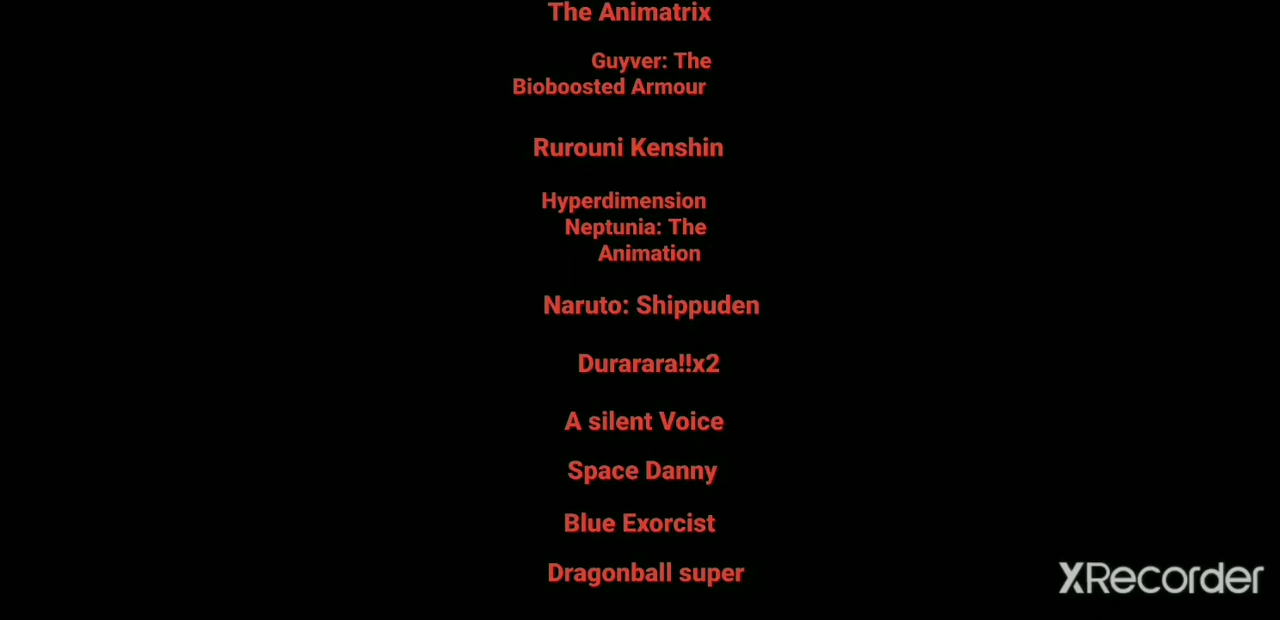 The Animatrix
Guyver: The
Bioboosted Armour
Rurouni Kenshin
Hyperdimension
Neptunia: The
Animation
Naruto: Shippuden
Durarara!!x2
A silent Voice
Space Danny
Blue Exorcist
Dragonball super
XRecorder